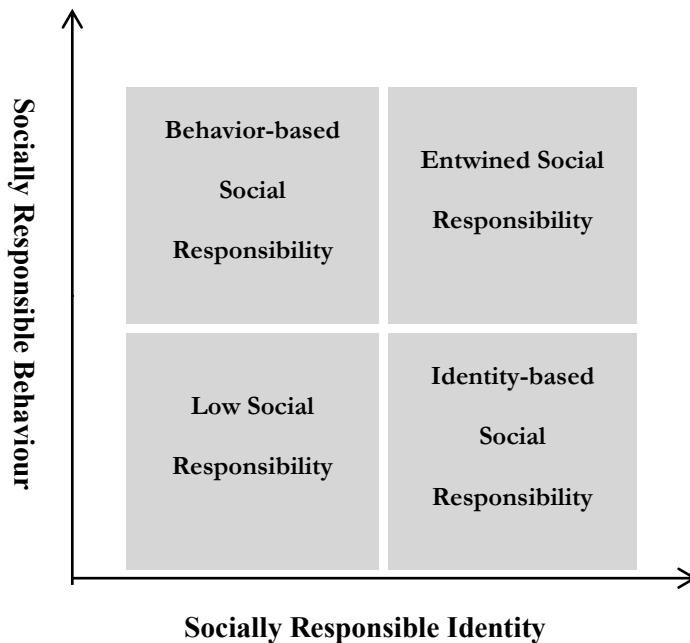 Socially Responsible Behaviour
Behavior-based
Social
Responsibility
Entwined Social
Responsibility
Low Social
Responsibility
Identity-based
Social
Responsibility
Socially Responsible Identity